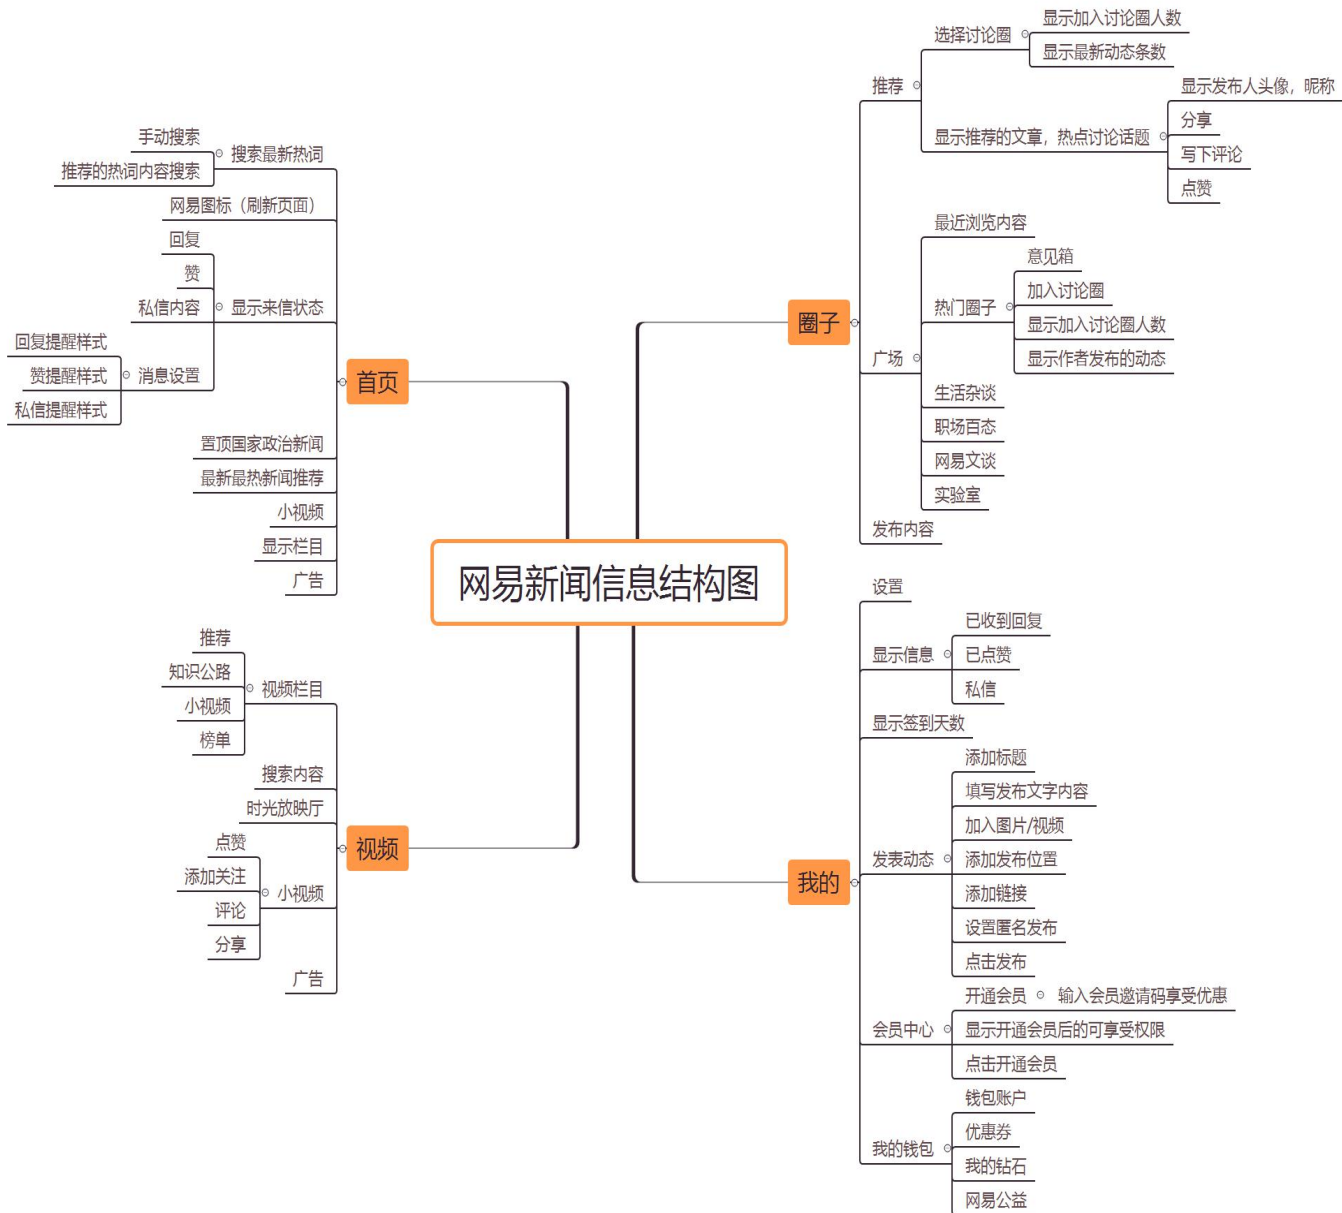 网易新闻信息结构图
首页
搜索最新热词
手动搜索
推荐的热词内容搜索
网易图标（刷新页面）
显示来信状态
回复
赞
私信内容
消息设置
回复提醒样式
赞提醒样式
私信提醒样式
置顶国家政治新闻
最新最热新闻推荐
小视频
显示栏目
广告
视频
视频栏目
推荐
知识公路
小视频
榜单
搜索内容
时光放映厅
小视频
点赞
添加关注
评论
分享
广告
圈子
推荐
选择讨论圈
显示加入讨论圈人数
显示最新动态条数
显示推荐的文章，热点讨论话题
显示发布人头像，昵称
分享
写下评论
点赞
广场
最近浏览内容
热门圈子
意见箱
加入讨论圈
显示加入讨论圈人数
显示作者发布的动态
生活杂谈
职场百态
网易文谈
实验室
发布内容
我的
设置
显示信息
已收到回复
已点赞
私信
显示签到天数
发表动态
添加标题
填写发布文字内容
加入图片/视频
添加发布位置
添加链接
设置匿名发布
点击发布
会员中心
开通会员
输入会员邀请码享受优惠
显示开通会员后的可享受权限
点击开通会员
我的钱包
钱包账户
优惠券
我的钻石
网易公益